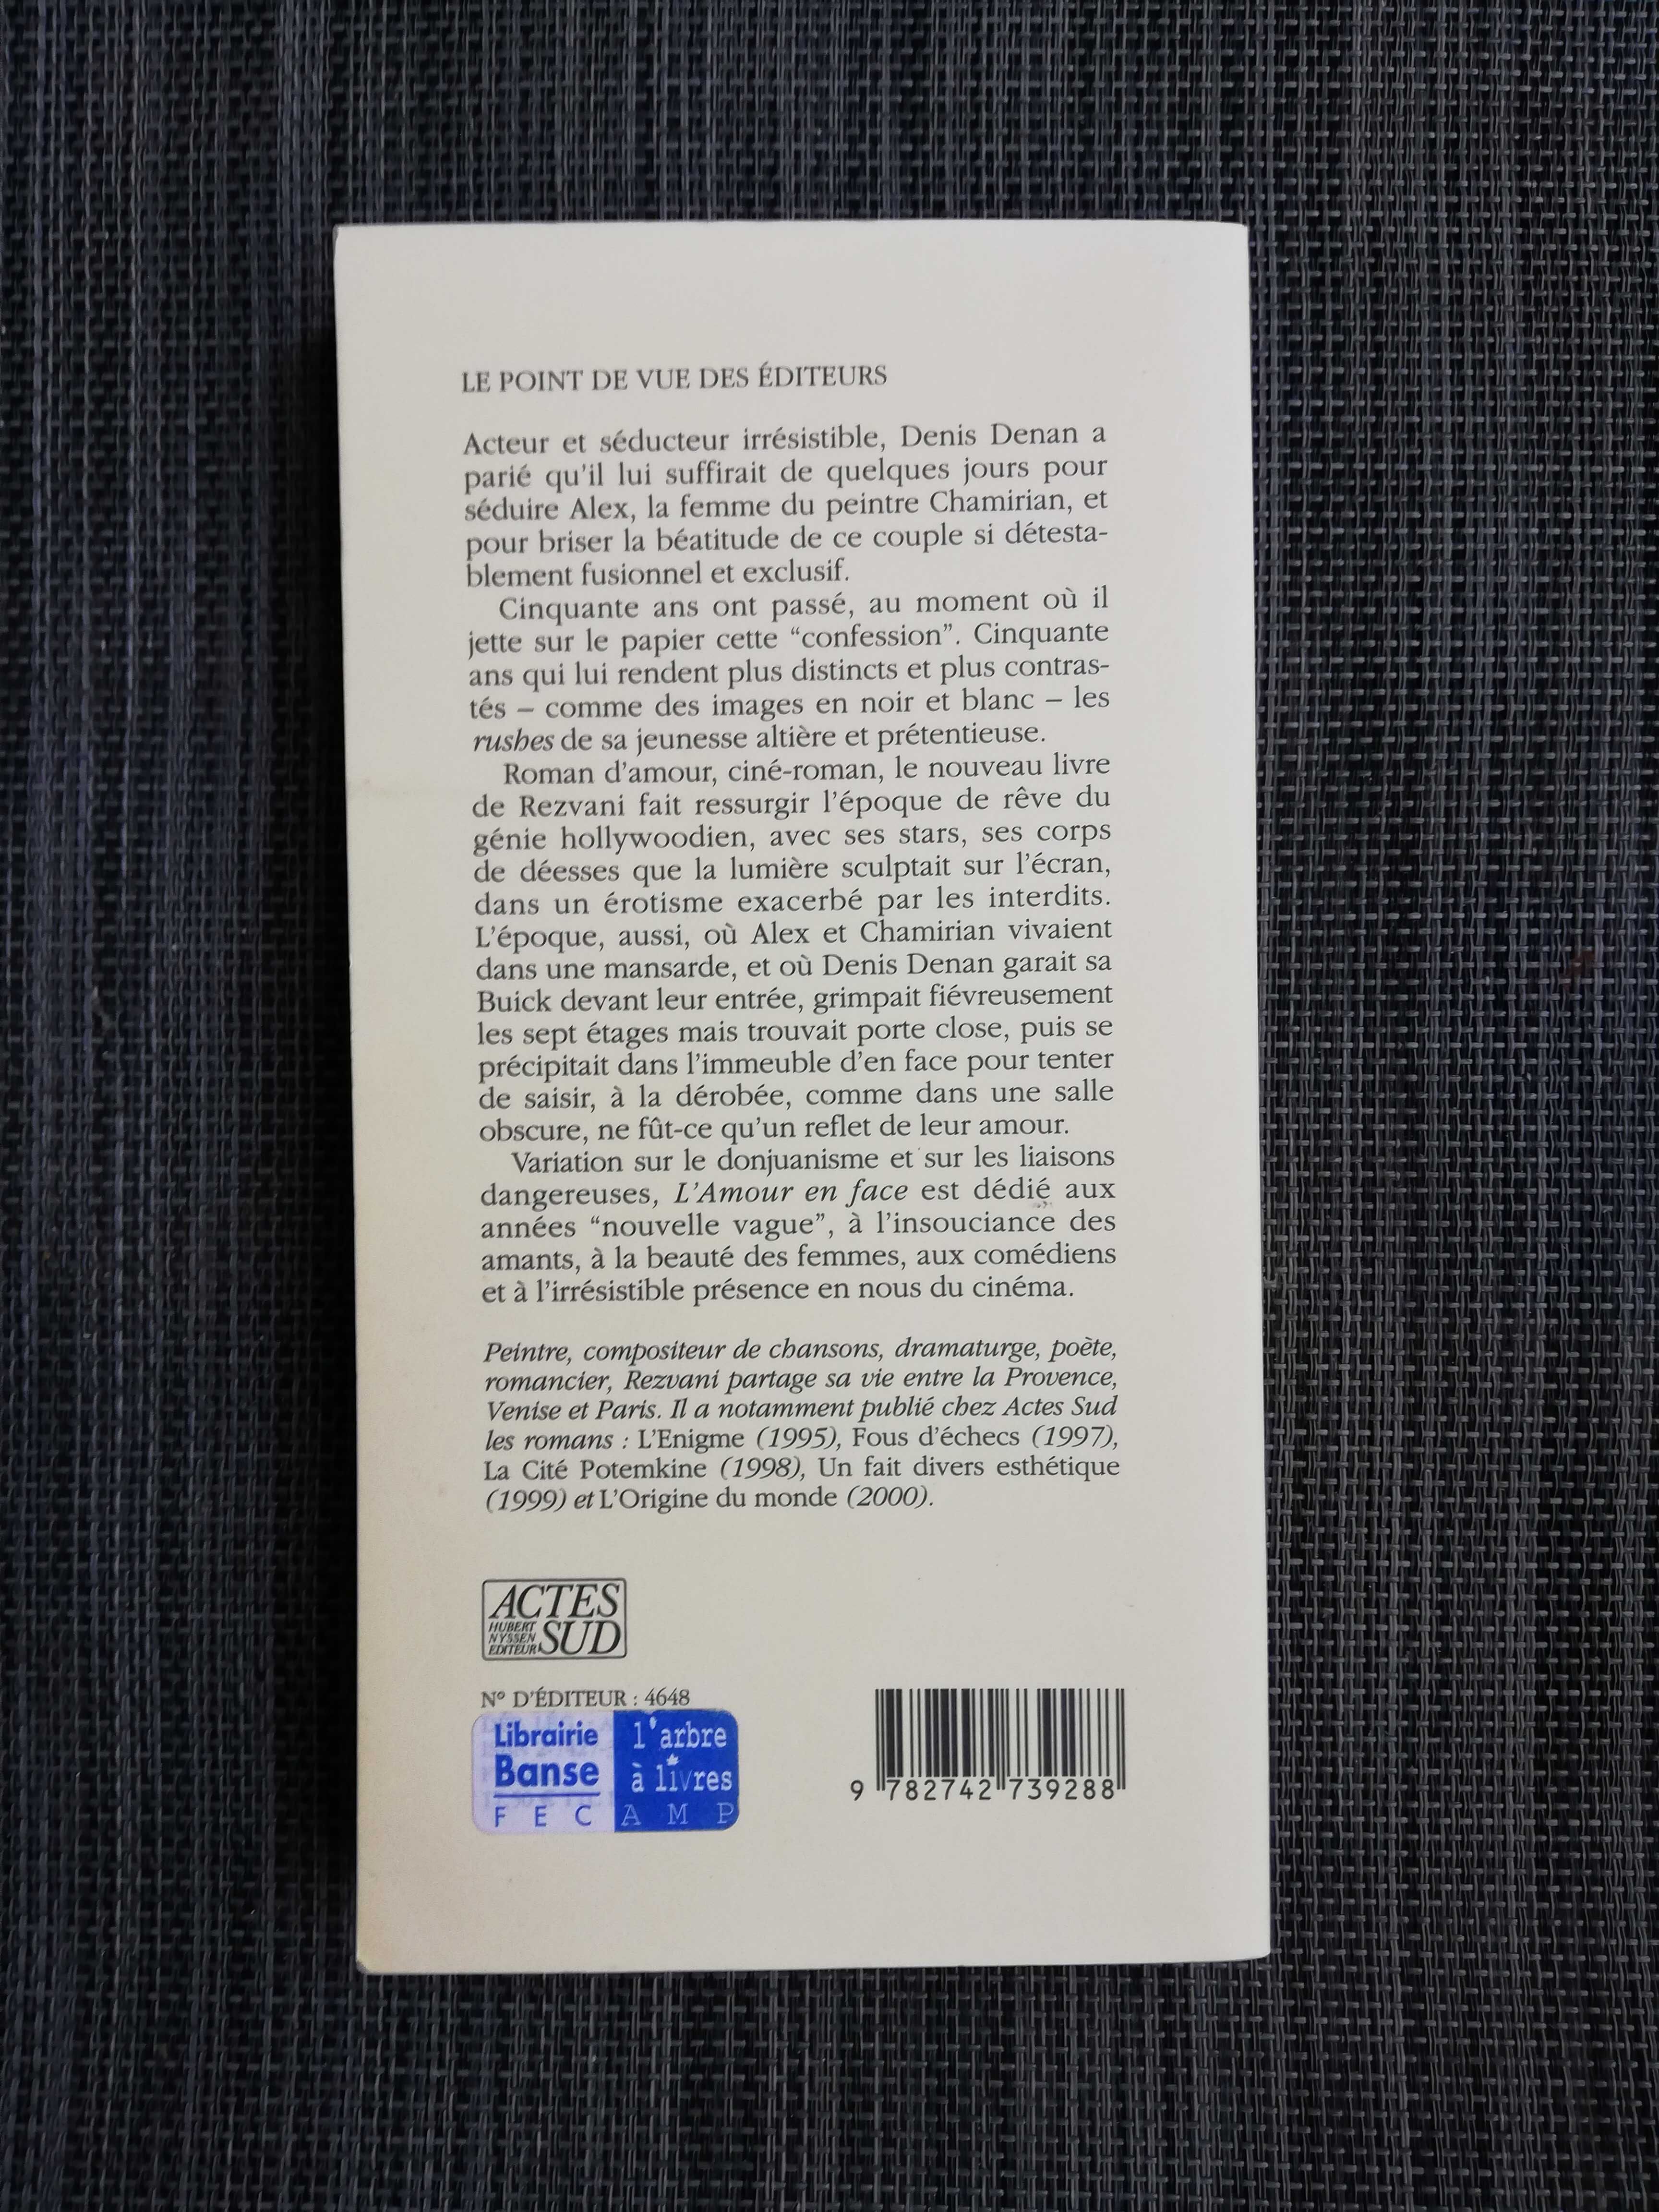 LE POINT DE VUE DES ÉDITEURS
Acteur et séducteur irrésistible, Denis Denan a
parié qu'il lui suffirait de quelques jours pour
séduire Alex, la femme du peintre Chamirian, et
pour briser la béatitude de ce couple si détesta-
blement fusionnel et exclusif.
Cinquante ans ont passé, au moment où il
jette sur le papier cette “confession”. Cinquante
ans qui lui rendent plus distincts et plus contras-
tés – comme des images en noir et blanc – les
rushes de sa jeunesse altière et prétentieuse.
Roman d'amour, ciné-roman, le nouveau livre
de Rezvani fait ressurgir l'époque de rêve du
génie hollywoodien, avec ses stars, ses corps
de déesses que la lumière sculptait sur l'écran,
dans un érotisme exacerbé par les interdits.
L'époque, aussi, où Alex et Chamirian vivaient
dans une mansarde, et où Denis Denan garait sa
Buick devant leur entrée, grimpait fiévreusement
les sept étages mais trouvait porte close, puis se
précipitait dans l'immeuble d'en face pour tenter
de saisir, à la dérobée, comme dans une salle
obscure, ne fût-ce qu'un reflet de leur amour.
Variation sur le donjuanisme et sur les liaisons
dangereuses, L'Amour en face est dédié aux
années “nouvelle vague”, à l'insouciance des
amants, à la beauté des femmes, aux comédiens
et à l'irrésistible présence en nous du cinéma.
Peintre, compositeur de chansons, dramaturge, poète,
romancier, Rezvani partage sa vie entre la Provence,
Venise et Paris. Il a notamment publié chez Actes Sud
les romans : L'Enigme (1995), Fous d'échecs (1997),
La Cité Potemkine (1998), Un fait divers esthétique
(1999) et L'Origine du monde (2000).
ACTES
HUBERT
NYSSEN
EDITEUR
SUD
N° D'ÉDITEUR : 4648
Librairie
Banse
l'arbre
à livres
FECAMP
9 782742 739288